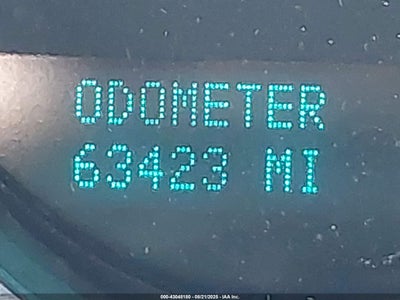 ODOMETER
63423 MI
000-43048160 - 08/21/2025 - IAA Inc.